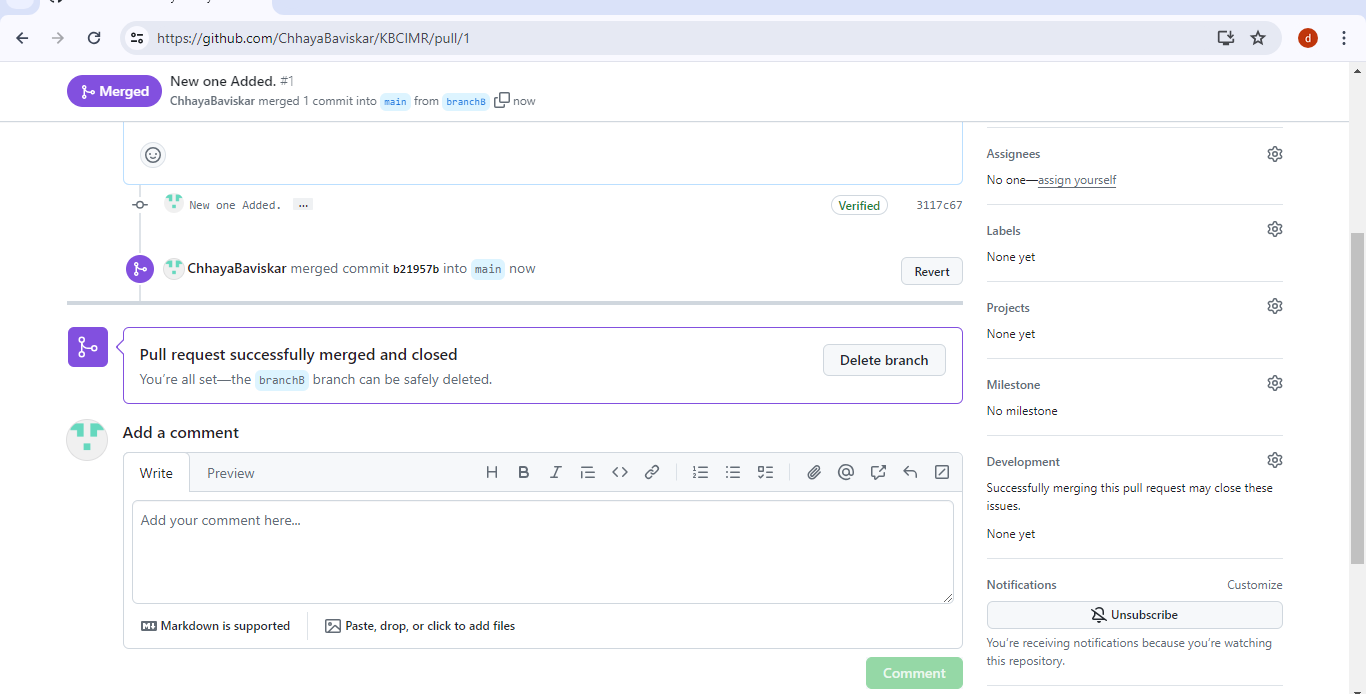 https://github.com/ChhayaBaviskar/KBCIMR/pull/1
d
Merged
New one Added. #1
ChhayaBaviskar merged 1 commit into main from branchB now
New one Added. ...
Verified
3117c67
ChhayaBaviskar merged commit b21957b into main now
Revert
Pull request successfully merged and closed
You're all set—the branchB branch can be safely deleted.
Delete branch
Add a comment
Write Preview
Add your comment here...
Markdown is supported
Paste, drop, or click to add files
Comment
Assignees
No one—assign yourself
Labels
None yet
Projects
None yet
Milestone
No milestone
Development
Successfully merging this pull request may close these
issues.
None yet
Notifications
Customize
Unsubscribe
You're receiving notifications because you're watching
this repository.